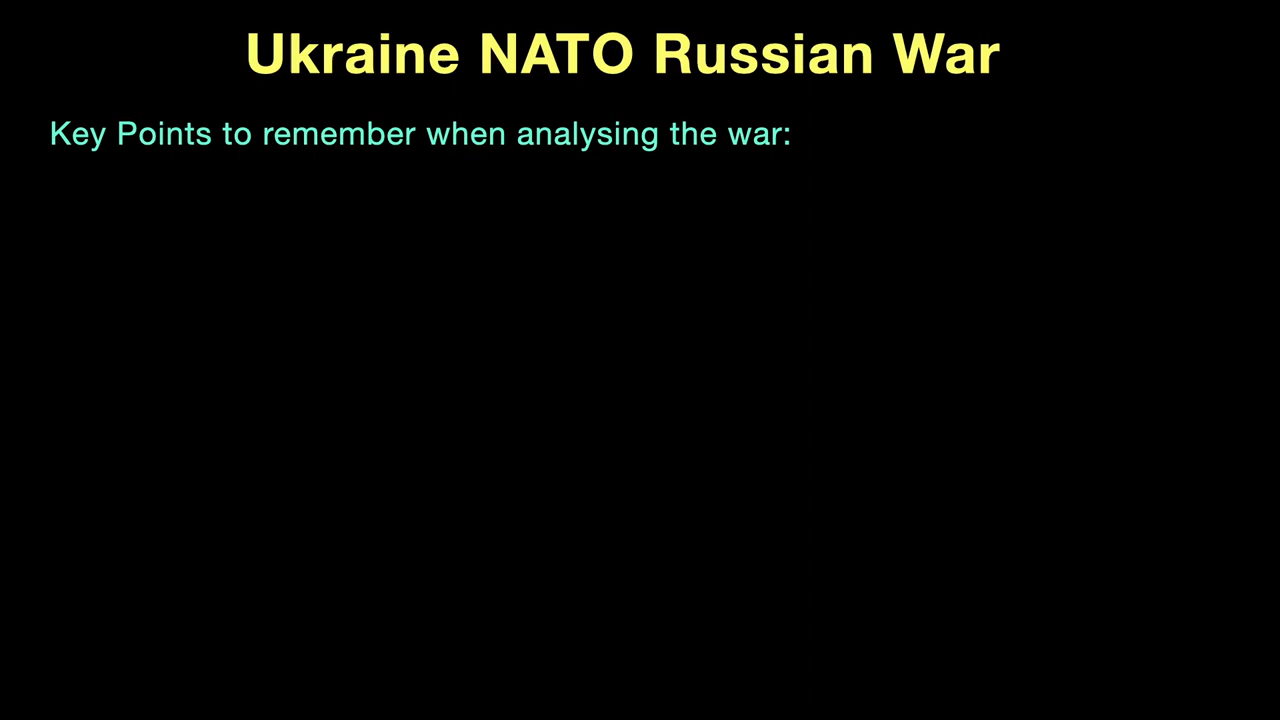 Ukraine NATO Russian War
Key Points to remember when analysing the war: